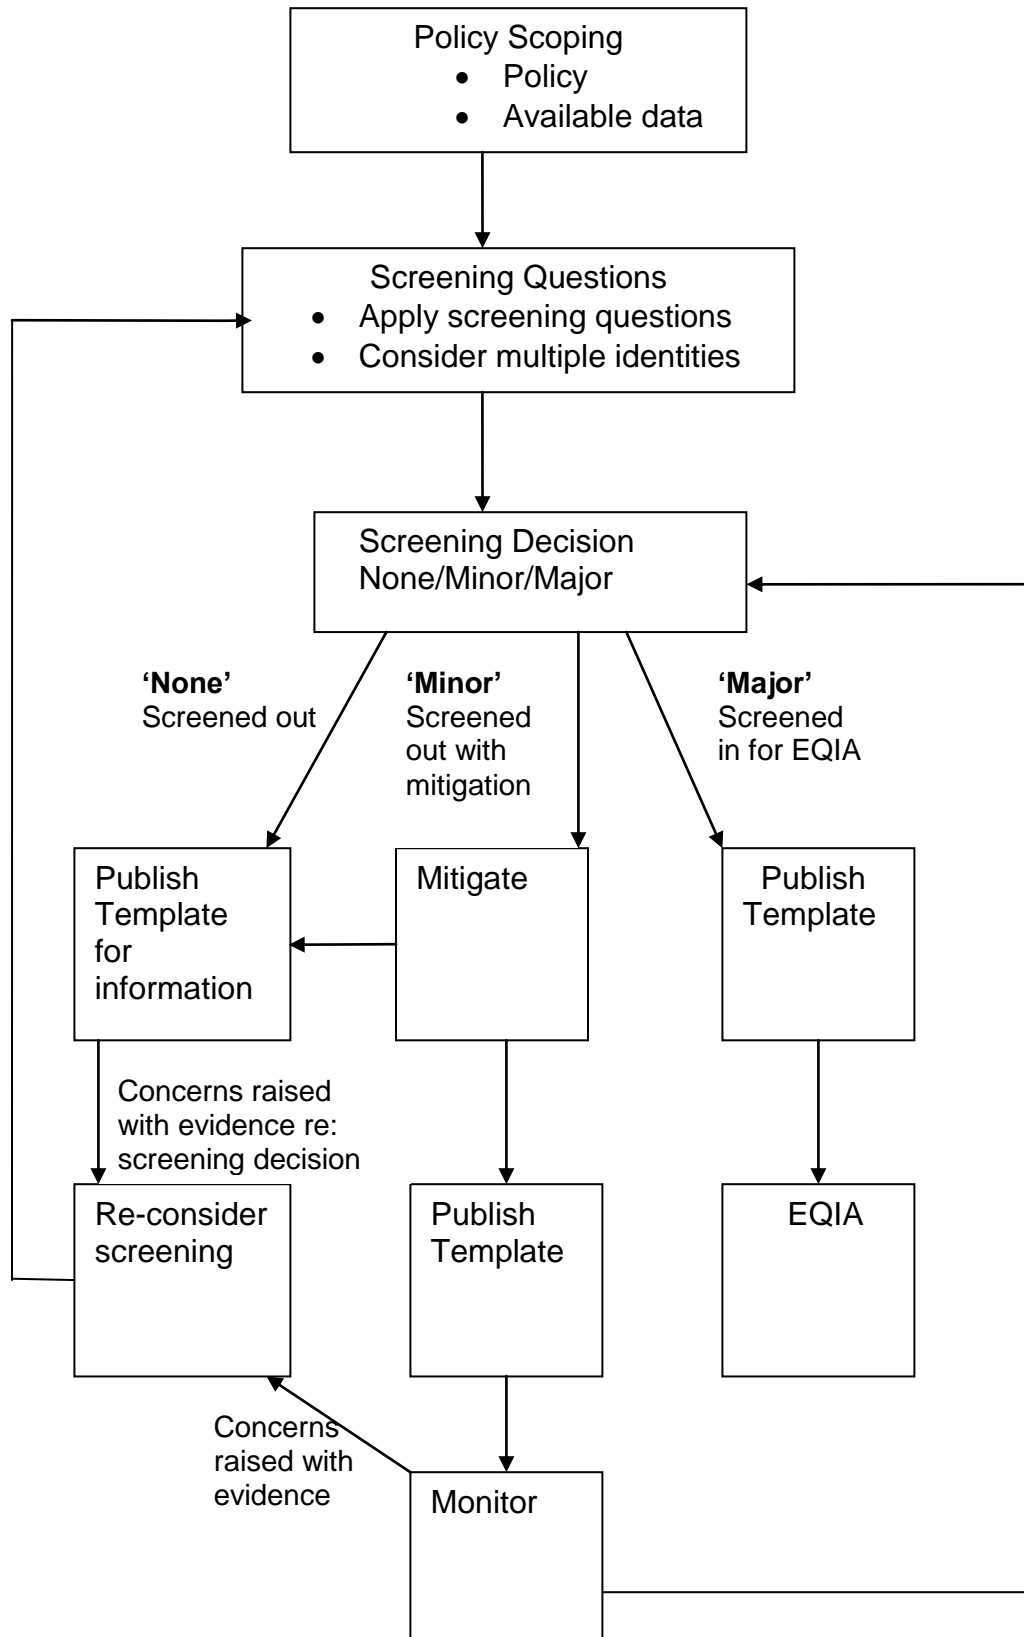 Policy Scoping
• Policy
• Available data
Screening Questions
• Apply screening questions
• Consider multiple identities
Screening Decision
None/Minor/Major
‘None’
Screened out
‘Minor’
Screened
out with
mitigation
‘Major’
Screened
in for EQIA
Publish
Template
for
information
Mitigate
Publish
Template
Concerns raised
with evidence re:
screening decision
Re-consider
screening
Publish
Template
EQIA
Concerns
raised with
evidence
Monitor